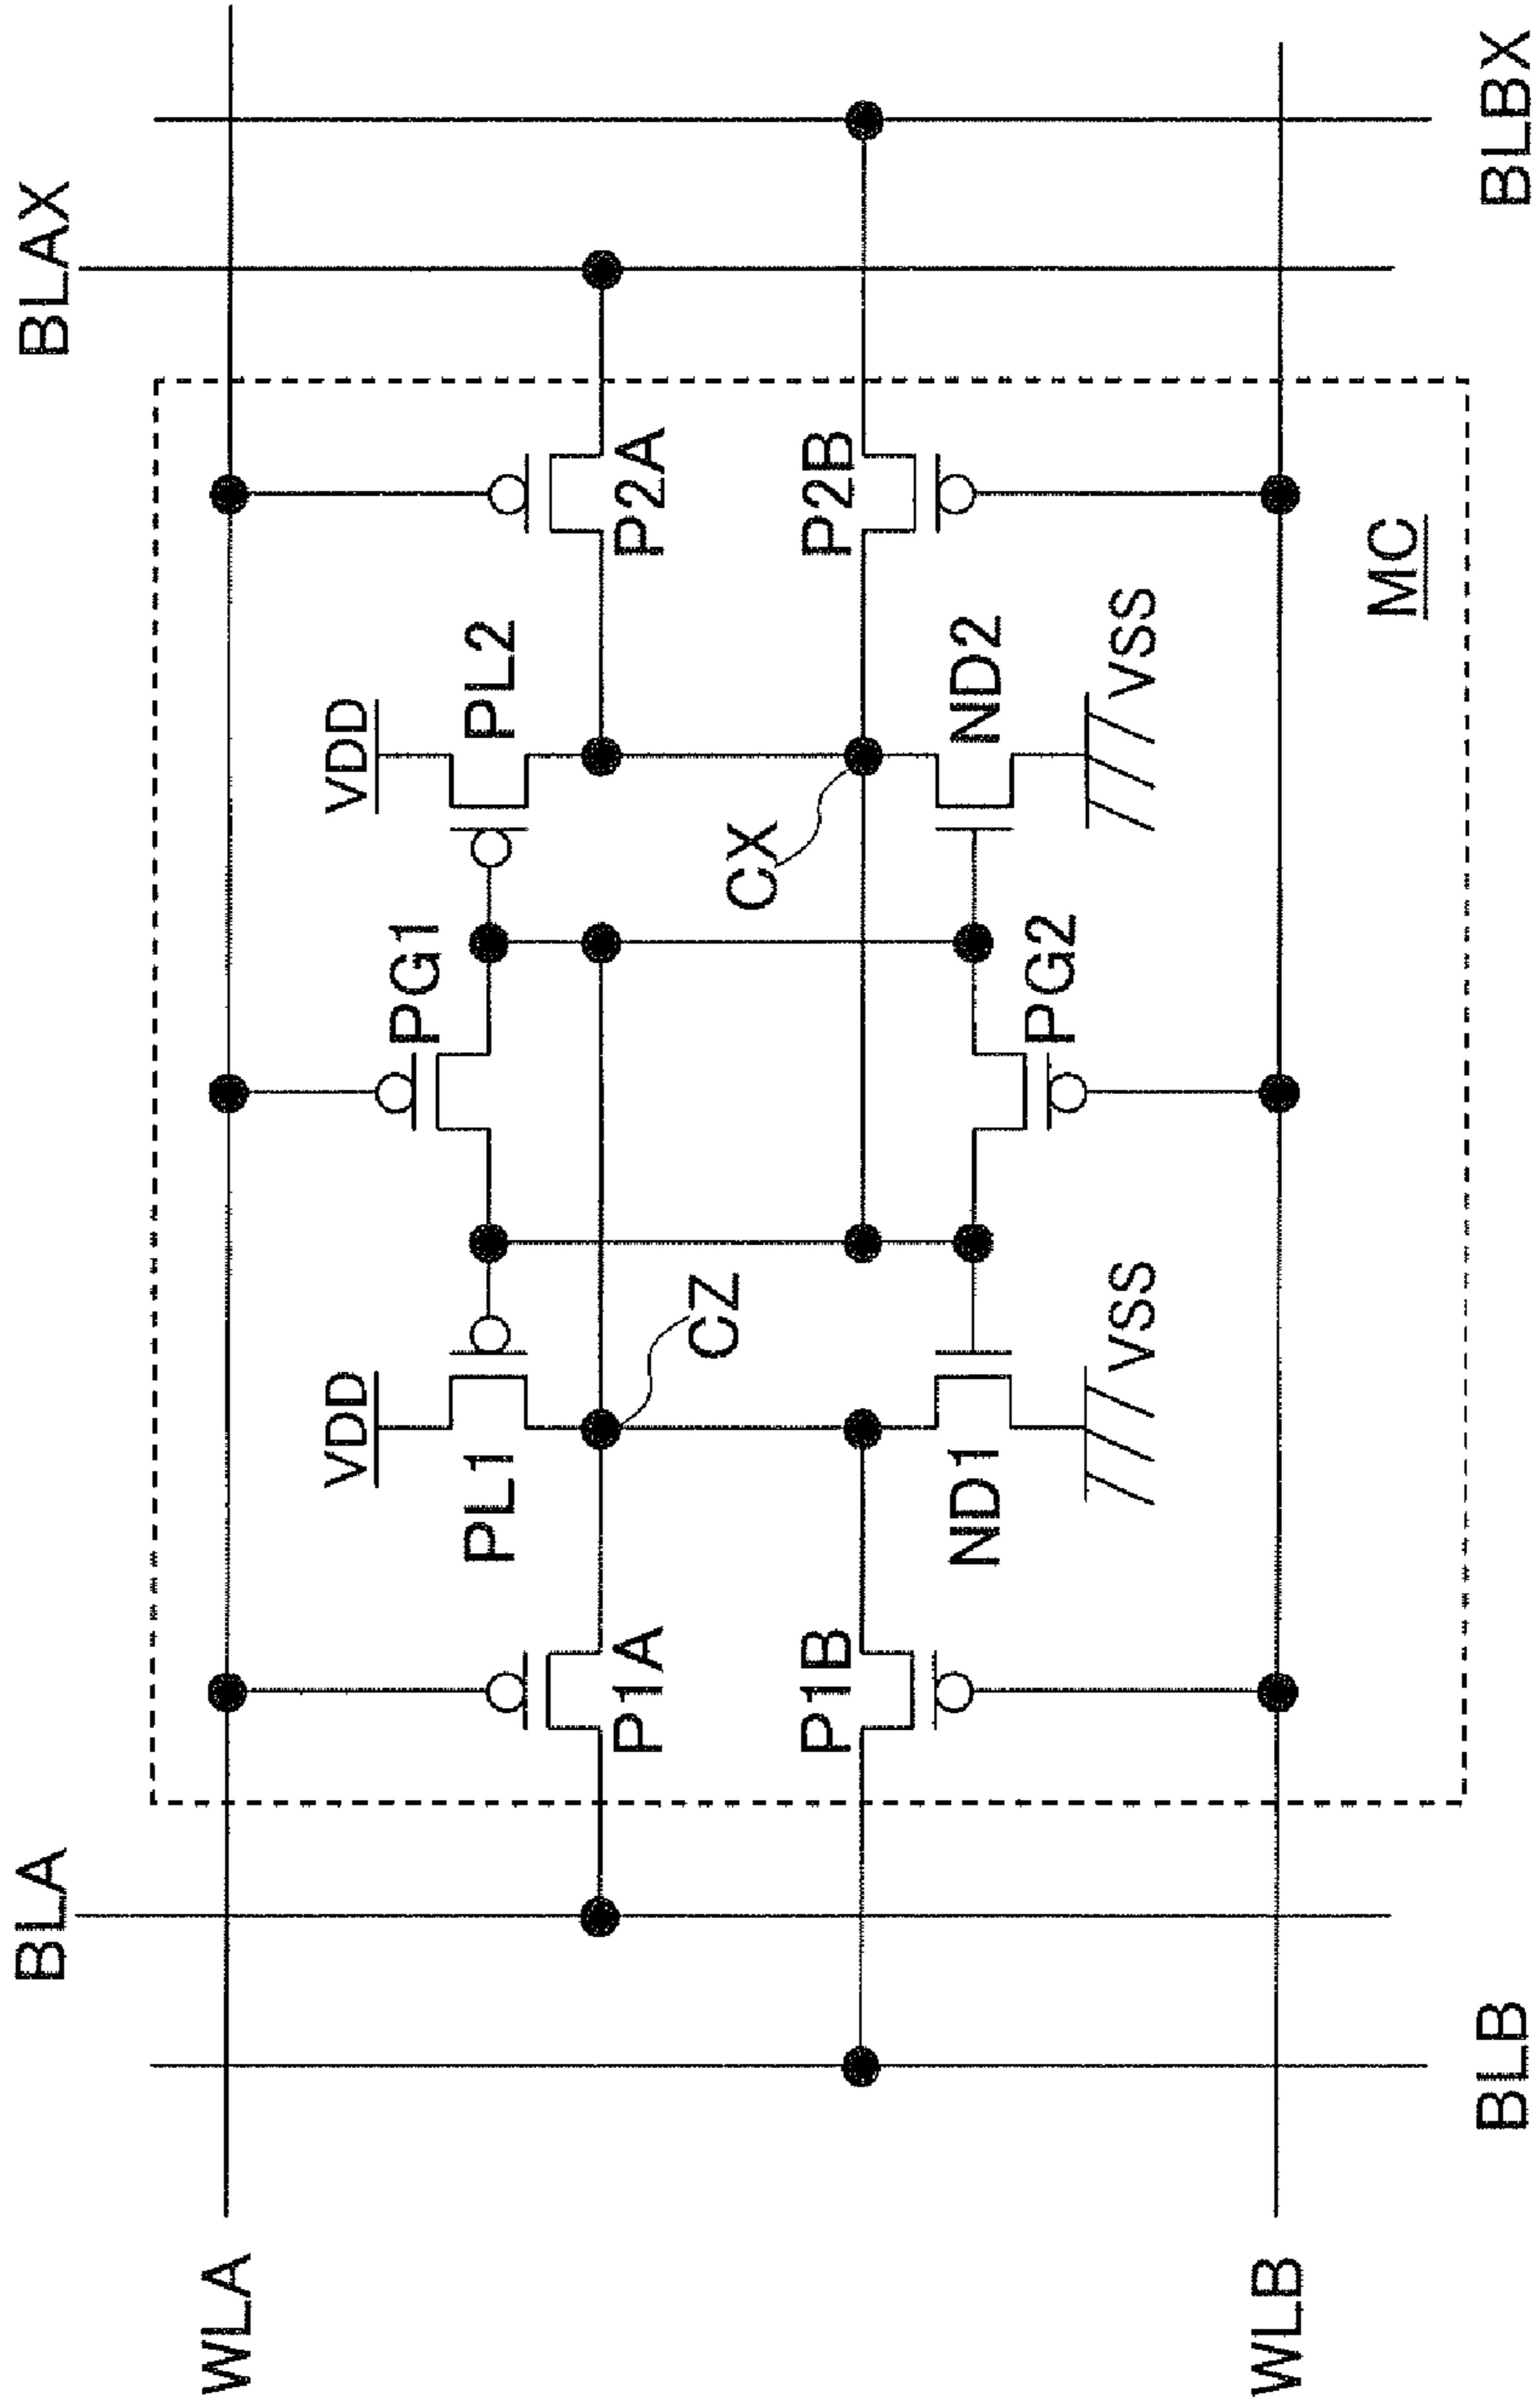 BLA
BLAX
WLA
VDD
VDD
PG1
PL1
PL2
P1A
P2A
CZ
CX
P1B
P2B
ND1
ND2
PG2
VSS
VSS
WLB
MC
BLB
BLBX